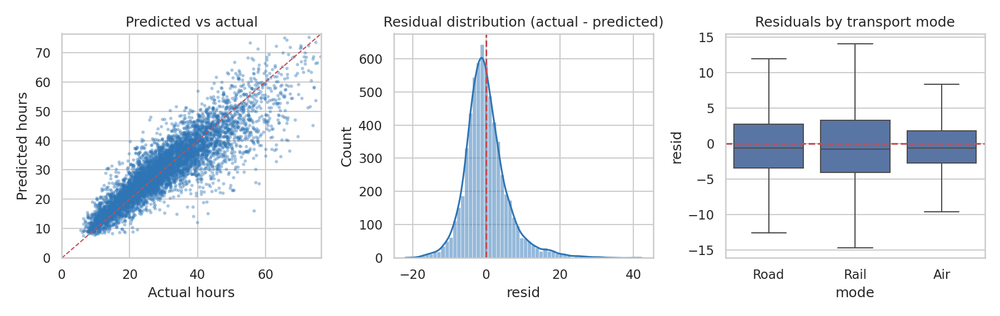 Predicted vs actual
Predicted hours
70
60
50
40
30
20
10
0
0 20 40 60
Actual hours
Residual distribution (actual - predicted)
Count
600
500
400
300
200
100
0
−20 0 20 40
resid
Residuals by transport mode
resid
15
10
5
0
−5
−10
−15
Road Rail Air
mode